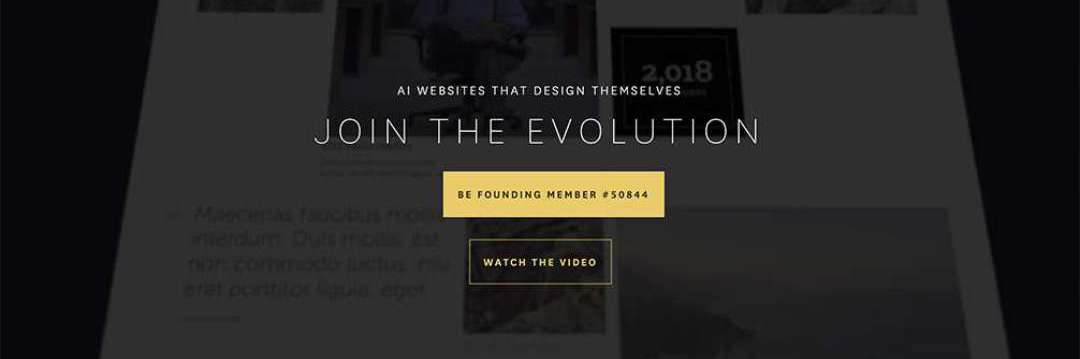 2,018
AI WEBSITES THAT DESIGN THEMSELVES
JOIN THE EVOLUTION
BE FOUNDING MEMBER #50844
Maecenas faucibus mollis
interdum. Duis mollis, est
non commodo luctus, nisi
erat porttitor ligula, eget
WATCH THE VIDEO